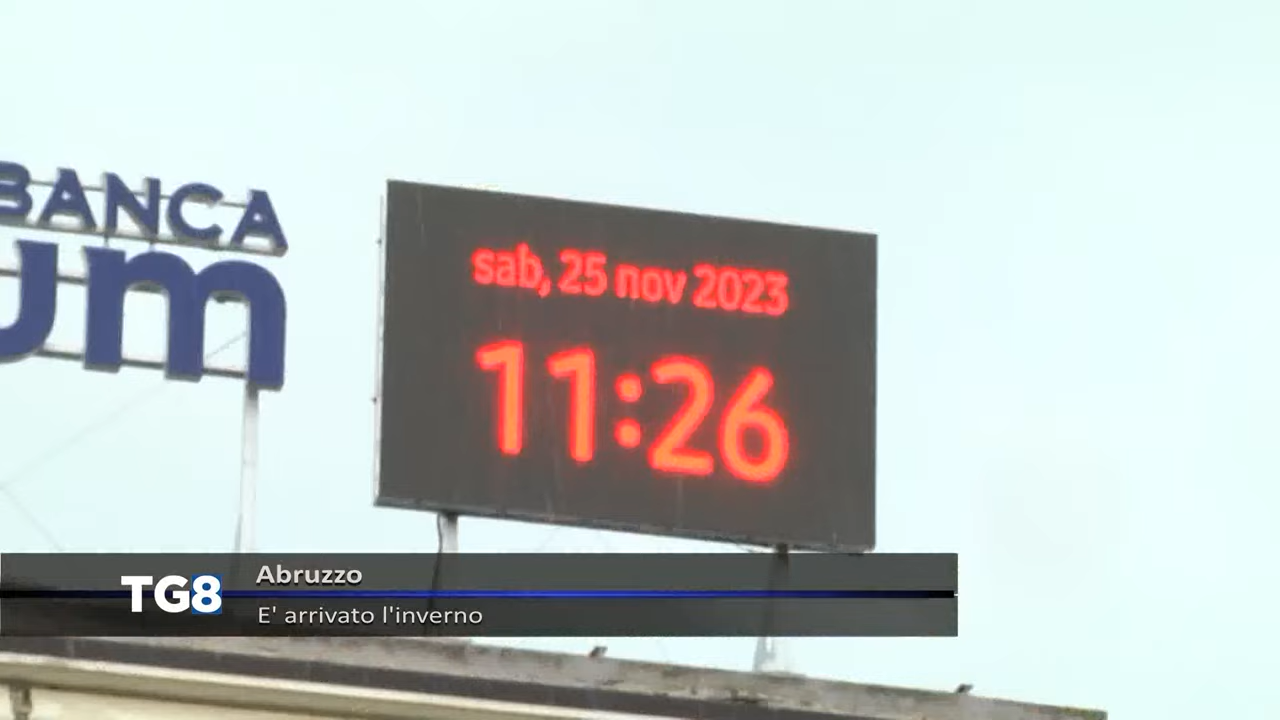 BANCA
um
sab, 25 nov 2023
11:26
TG8
Abruzzo
E' arrivato l'inverno